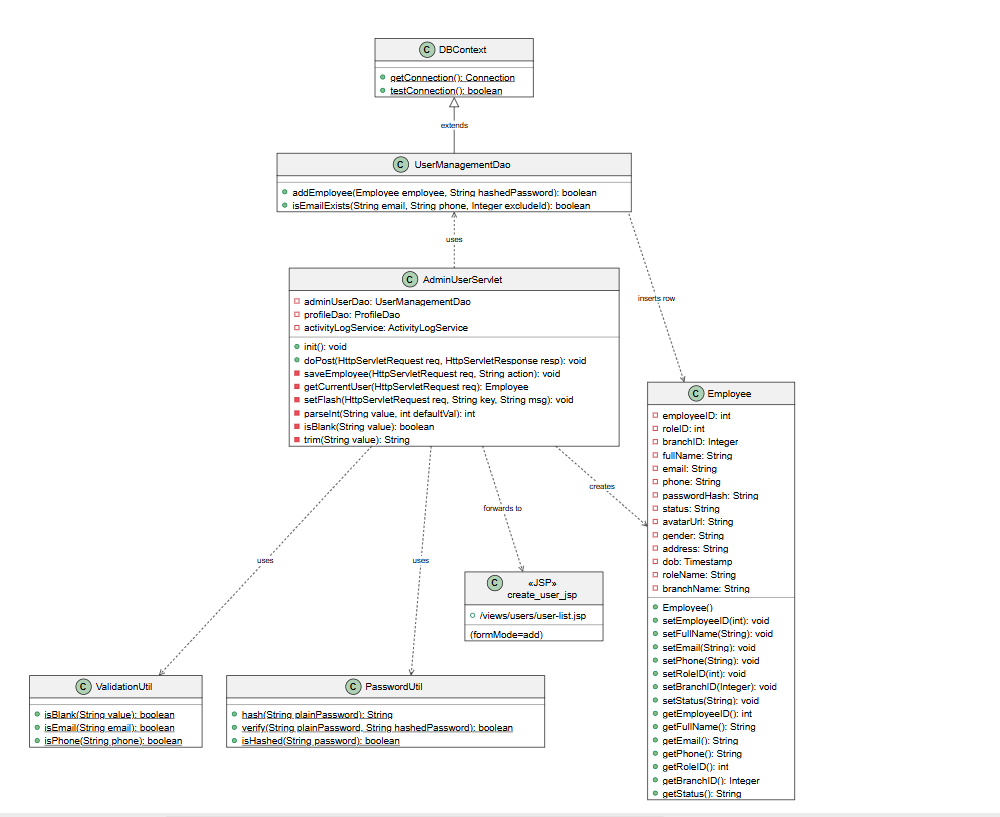 C DBContext
getConnection(): Connection
testConnection(): boolean
extends
C UserManagementDao
addEmployee(Employee employee, String hashedPassword): boolean
isEmailExists(String email, String phone, Integer excludeId): boolean
uses
inserts row
C AdminUserServlet
adminUserDao: UserManagementDao
profileDao: ProfileDao
activityLogService: ActivityLogService
init(): void
doPost(HttpServletRequest req, HttpServletResponse resp): void
saveEmployee(HttpServletRequest req, String action): void
getCurrentUser(HttpServletRequest req): Employee
setFlash(HttpServletRequest req, String key, String msg): void
parseInt(String value, int defaultVal): int
isBlank(String value): boolean
trim(String value): String
C Employee
employeeID: int
roleID: int
branchID: Integer
fullName: String
email: String
phone: String
passwordHash: String
status: String
avatarUrl: String
gender: String
address: String
dob: Timestamp
roleName: String
branchName: String
Employee()
setEmployeeID(int): void
setFullName(String): void
setEmail(String): void
setPhone(String): void
setRoleID(int): void
setBranchID(Integer): void
setStatus(String): void
getEmployeeID(): int
getFullName(): String
getEmail(): String
getPhone(): String
getRoleID(): int
getBranchID(): Integer
getStatus(): String
creates
forwards to
uses
uses
C «JSP»
create_user_jsp
/views/users/user-list.jsp
(formMode=add)
C ValidationUtil
isBlank(String value): boolean
isEmail(String email): boolean
isPhone(String phone): boolean
C PasswordUtil
hash(String plainPassword): String
verify(String plainPassword, String hashedPassword): boolean
isHashed(String password): boolean